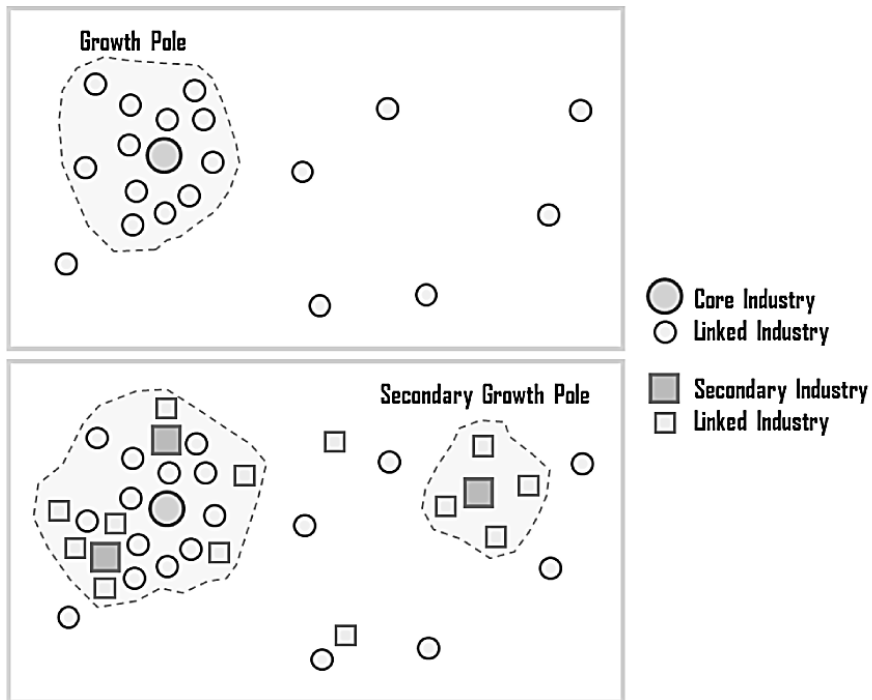 Growth Pole
Core Industry
Linked Industry
Secondary Growth Pole
Secondary Industry
Linked Industry